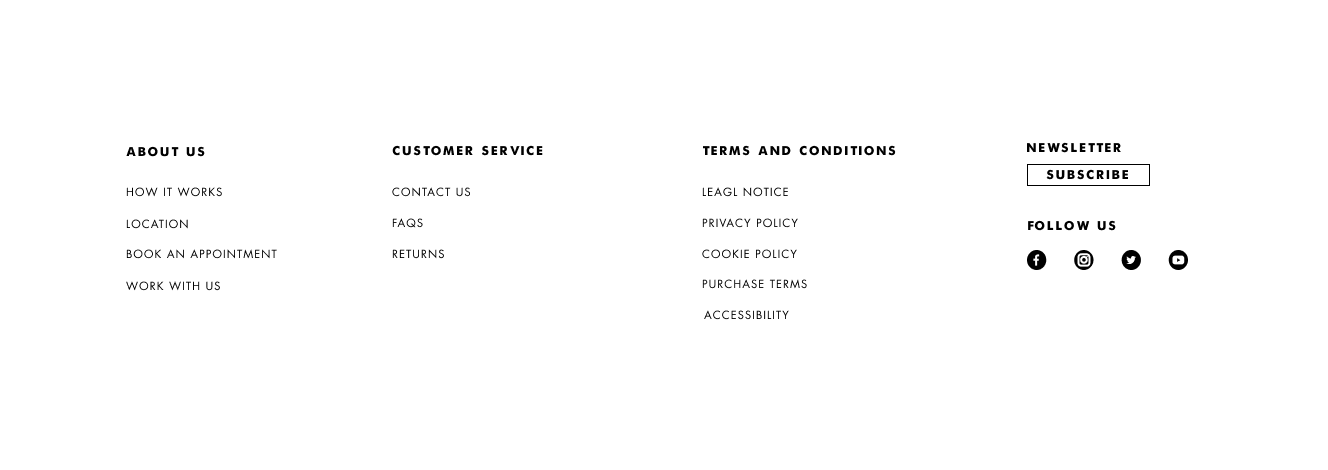 ABOUT US
HOW IT WORKS
LOCATION
BOOK AN APPOINTMENT
WORK WITH US
CUSTOMER SERVICE
CONTACT US
FAQS
RETURNS
TERMS AND CONDITIONS
LEAGL NOTICE
PRIVACY POLICY
COOKIE POLICY
PURCHASE TERMS
ACCESSIBILITY
NEWSLETTER
SUBSCRIBE
FOLLOW US